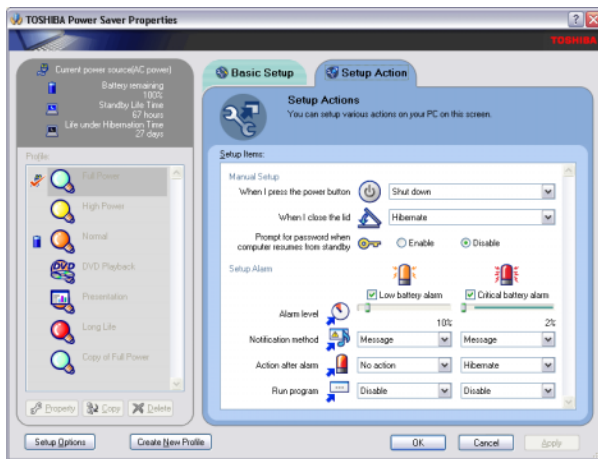 TOSHIBA Power Saver Properties
TOSHIBA
Current power source(AC power)
Battery remaining
100%
Standby Life Time
67 hours
Life under Hibernation Time
27 days
Profile:
Full Power
High Power
Normal
DVD Playback
Presentation
Long Life
Copy of Full Power
Property Copy Delete
Setup Options Create New Profile
Basic Setup Setup Action
Setup Actions
You can setup various actions on your PC on this screen.
Setup Items:
Manual Setup
When I press the power button Shut down
When I close the lid Hibernate
Prompt for password when
computer resumes from standby Enable Disable
Setup Alarm
Low battery alarm Critical battery alarm
Alarm level
10% 2%
Notification method Message Message
Action after alarm No action Hibernate
Run program Disable Disable
OK Cancel Apply